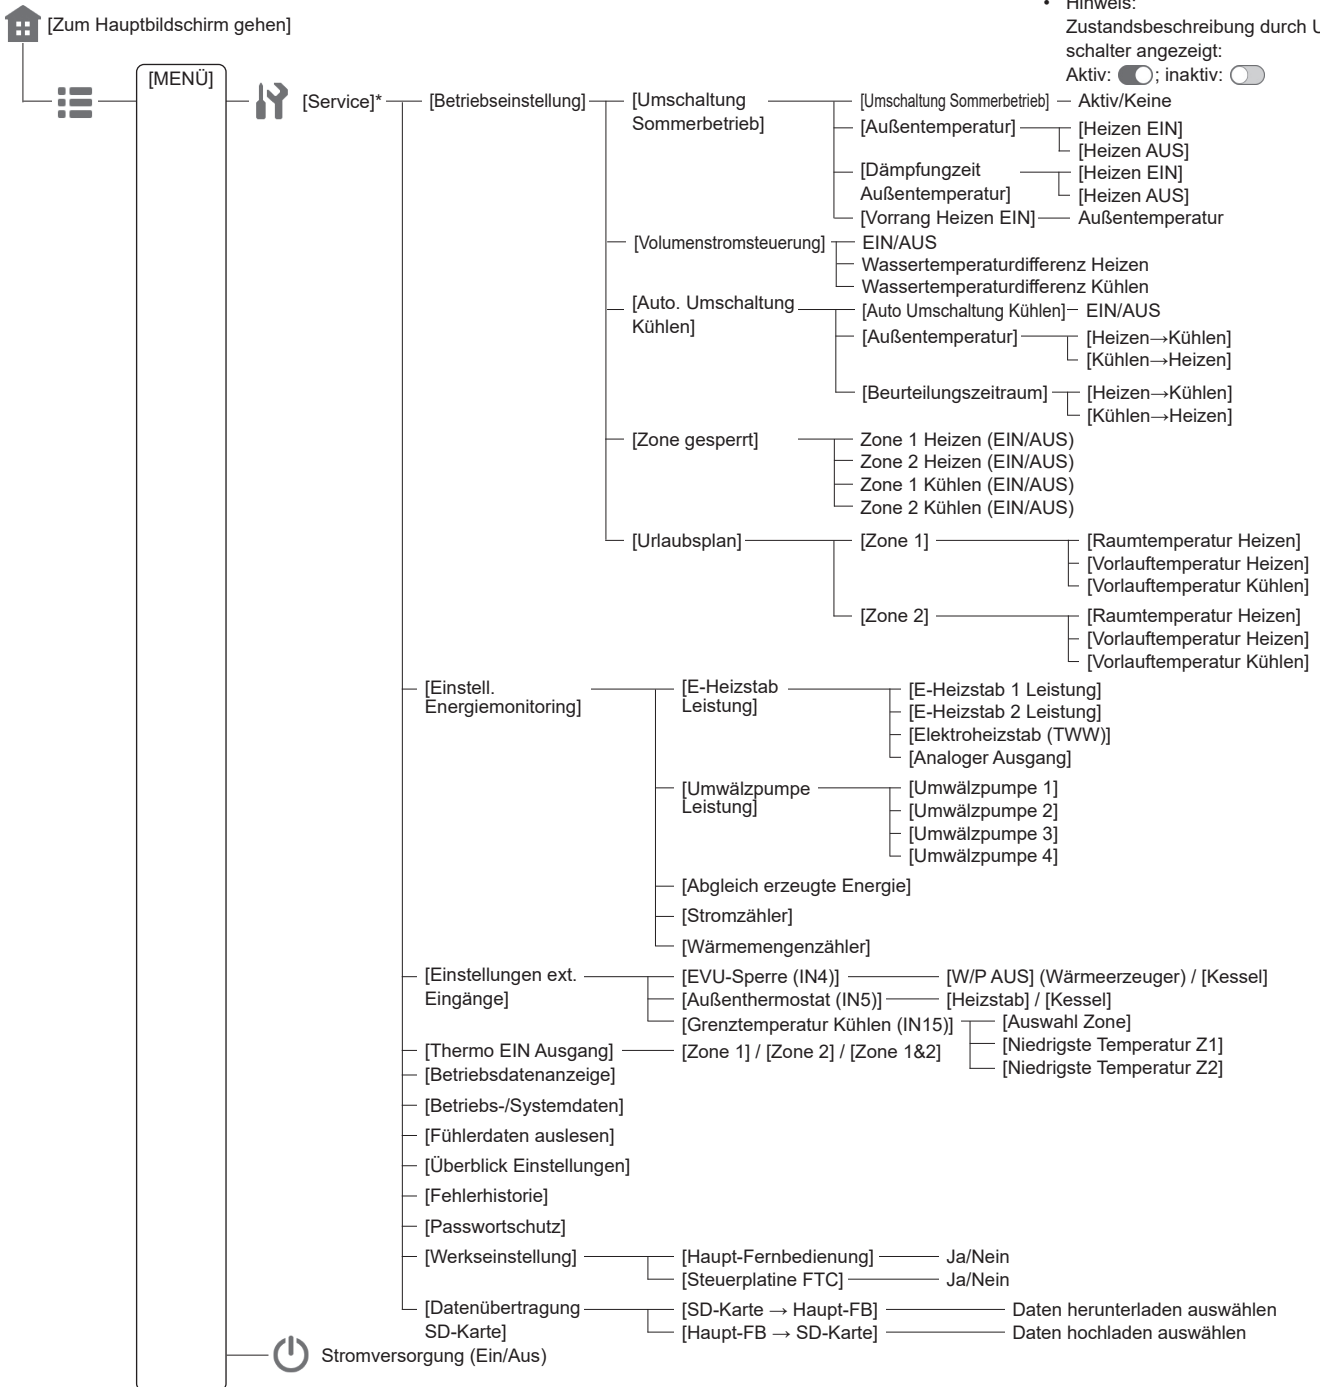 • Hinweis:
[Zum Hauptbildschirm gehen]
Zustandsbeschreibung durch
schalter angezeigt:
Aktiv: ; inaktiv:
[MENÜ]
[Service]*
[Betriebseinstellung]
[Umschaltung
Sommerbetrieb]
[Umschaltung Sommerbetrieb]
Aktiv/Keine
[Außentemperatur]
[Heizen EIN]
[Heizen AUS]
[Dämpfungzeit
Außentemperatur]
[Heizen EIN]
[Heizen AUS]
[Vorrang Heizen EIN]
Außentemperatur
[Volumenstromsteuerung]
EIN/AUS
Wassertemperaturdifferenz Heizen
Wassertemperaturdifferenz Kühlen
[Auto. Umschaltung
Kühlen]
[Auto Umschaltung Kühlen]
EIN/AUS
[Außentemperatur]
[Heizen→Kühlen]
[Kühlen→Heizen]
[Beurteilungszeitraum]
[Heizen→Kühlen]
[Kühlen→Heizen]
[Zone gesperrt]
Zone 1 Heizen (EIN/AUS)
Zone 2 Heizen (EIN/AUS)
Zone 1 Kühlen (EIN/AUS)
Zone 2 Kühlen (EIN/AUS)
[Urlaubsplan]
[Zone 1]
[Raumtemperatur Heizen]
[Vorlauftemperatur Heizen]
[Vorlauftemperatur Kühlen]
[Zone 2]
[Raumtemperatur Heizen]
[Vorlauftemperatur Heizen]
[Vorlauftemperatur Kühlen]
[Einstell.
Energiemonitoring]
[E-Heizstab
Leistung]
[E-Heizstab 1 Leistung]
[E-Heizstab 2 Leistung]
[Elektroheizstab (TWW)]
[Analoger Ausgang]
[Umwälzpumpe
Leistung]
[Umwälzpumpe 1]
[Umwälzpumpe 2]
[Umwälzpumpe 3]
[Umwälzpumpe 4]
[Abgleich erzeugte Energie]
[Stromzähler]
[Wärmemengenzähler]
[Einstellungen ext.
Eingänge]
[EVU-Sperre (IN4)]
[W/P AUS] (Wärmeerzeuger) / [Kessel]
[Außenthermostat (IN5)]
[Heizstab] / [Kessel]
[Grenztemperatur Kühlen (IN15)]
[Auswahl Zone]
[Niedrigste Temperatur Z1]
[Niedrigste Temperatur Z2]
[Thermo EIN Ausgang]
[Zone 1] / [Zone 2] / [Zone 1&2]
[Betriebsdatenanzeige]
[Betriebs-/Systemdaten]
[Fühlerdaten auslesen]
[Überblick Einstellungen]
[Fehlerhistorie]
[Passwortschutz]
[Werkseinstellung]
[Haupt-Fernbedienung]
Ja/Nein
[Steuerplatine FTC]
Ja/Nein
[Datenübertragung
SD-Karte]
[SD-Karte → Haupt-FB]
Daten herunterladen auswählen
[Haupt-FB → SD-Karte]
Daten hochladen auswählen
Stromversorgung (Ein/Aus)